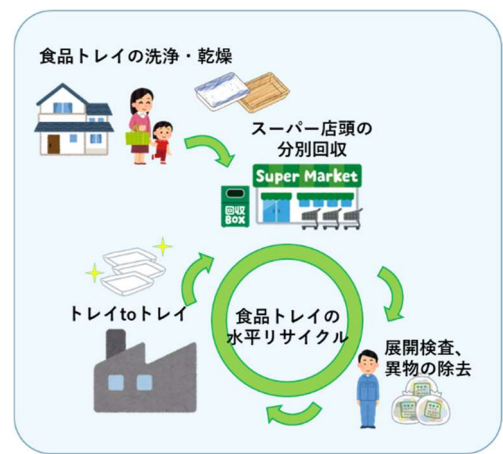 食品トレイの洗浄・乾燥
スーパー店頭の
分別回収
Super Market
回収
BOX
トレイtoトレイ
食品トレイの
水平リサイクル
展開検査、
異物の除去